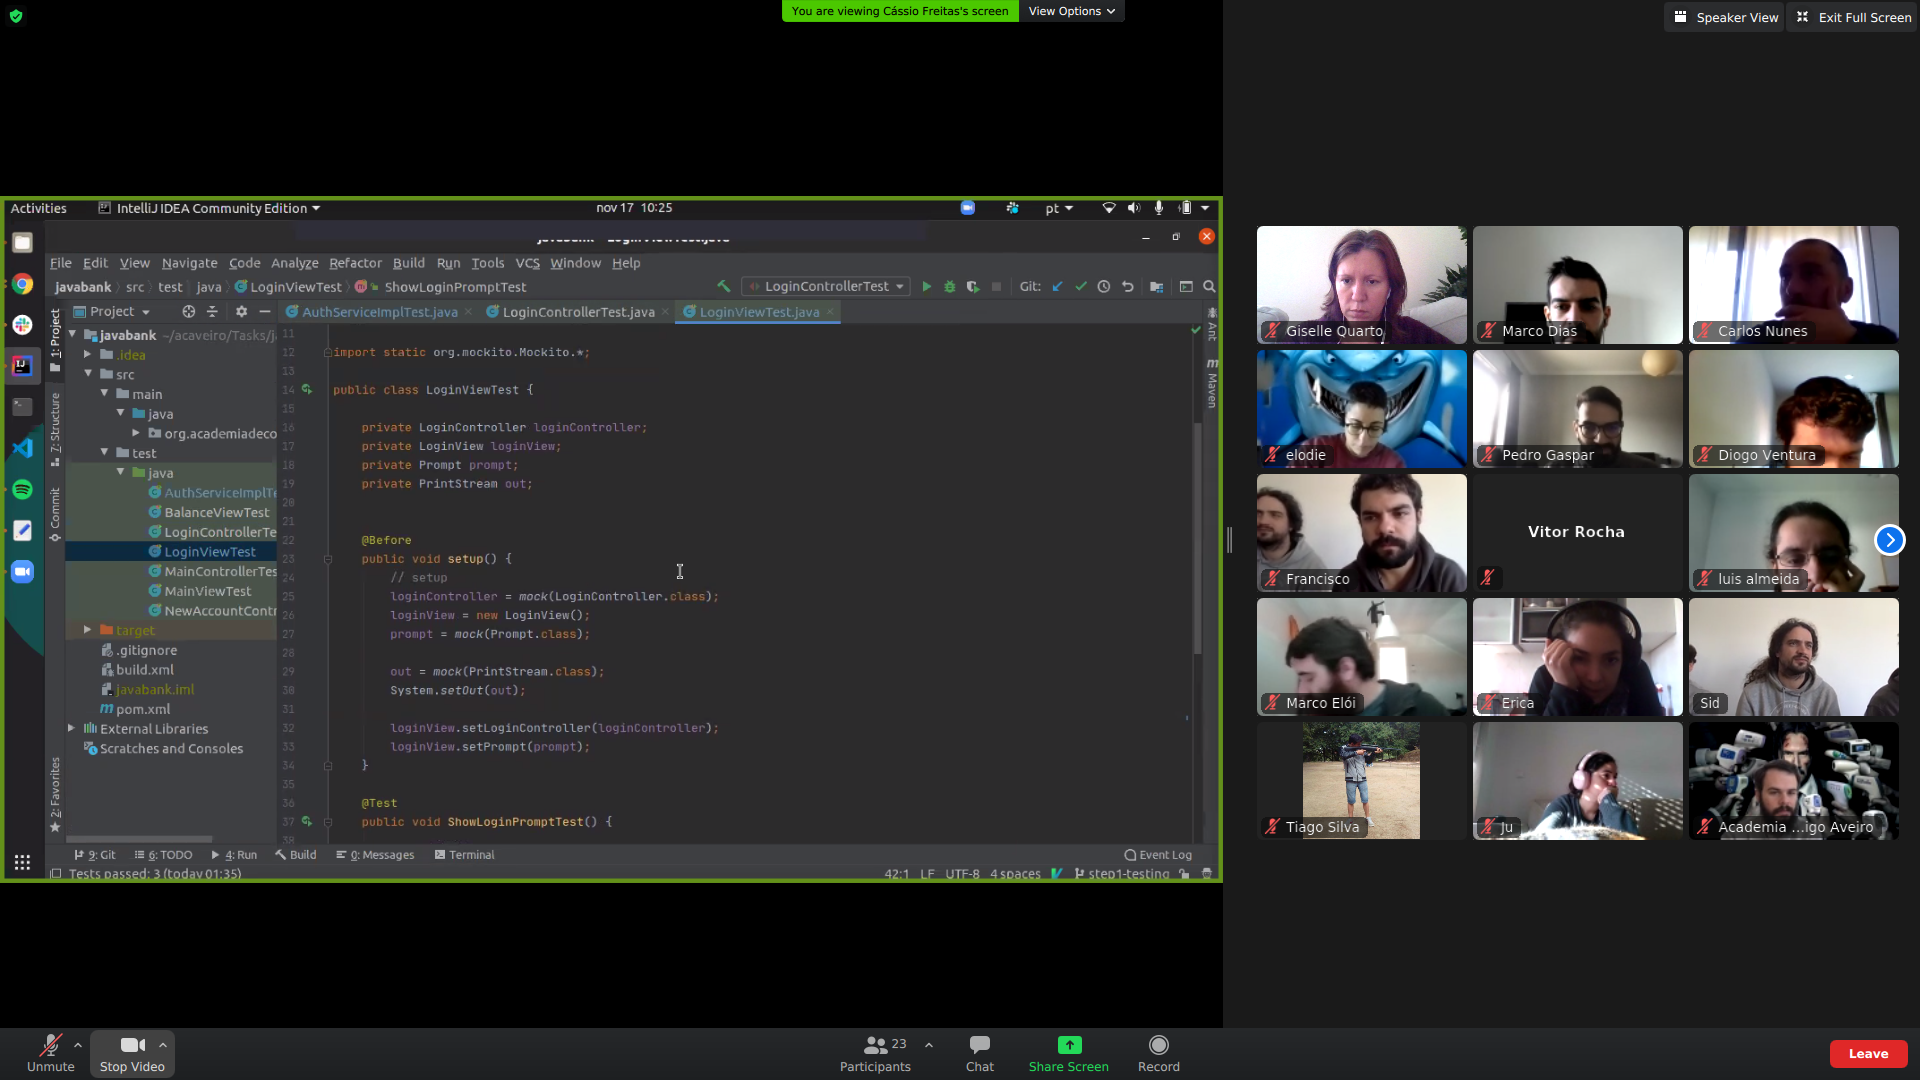 You are viewing Cássio Freitas's screen
View Options
Speaker View
Exit Full Screen
Activities
IntelliJ IDEA Community Edition
nov 17 10:25
pt
File Edit View Navigate Code Analyze Refactor Build Run Tools VCS Window Help
javabank src test java LoginViewTest ShowLoginPromptTest
LoginControllerTest
Git:
Project
AuthServiceImplTest.java
LoginControllerTest.java
LoginViewTest.java
1: Project
7: Structure
Commit
2: Favorites
Ant
Maven
javabank ~/acaveiro/Tasks/j
.idea
src
main
java
org.academiadeco
test
java
AuthServiceImplTe
BalanceViewTest
LoginControllerTe
LoginViewTest
MainControllerTes
MainViewTest
NewAccountContr
target
.gitignore
build.xml
javabank.iml
pom.xml
External Libraries
Scratches and Consoles
11
12 import static org.mockito.Mockito.*;
13
14 public class LoginViewTest {
15
16 private LoginController loginController;
17 private LoginView loginView;
18 private Prompt prompt;
19 private PrintStream out;
20
21
22 @Before
23 public void setup() {
24 // setup
25 loginController = mock(LoginController.class);
26 loginView = new LoginView();
27 prompt = mock(Prompt.class);
28
29 out = mock(PrintStream.class);
30 System.setOut(out);
31
32 loginView.setLoginController(loginController);
33 loginView.setPrompt(prompt);
34 }
35
36 @Test
37 public void ShowLoginPromptTest() {
38
9: Git
6: TODO
4: Run
Build
0: Messages
Terminal
Event Log
Tests passed: 3 (today 01:35)
42:1 LF UTF-8 4 spaces step1-testing
Giselle Quarto
Marco Dias
Carlos Nunes
elodie
Pedro Gaspar
Diogo Ventura
Francisco
Vitor Rocha
luis almeida
Marco Elói
Erica
Sid
Tiago Silva
Ju
Academia ...igo Aveiro
Unmute
Stop Video
Participants
23
Chat
Share Screen
Record
Leave